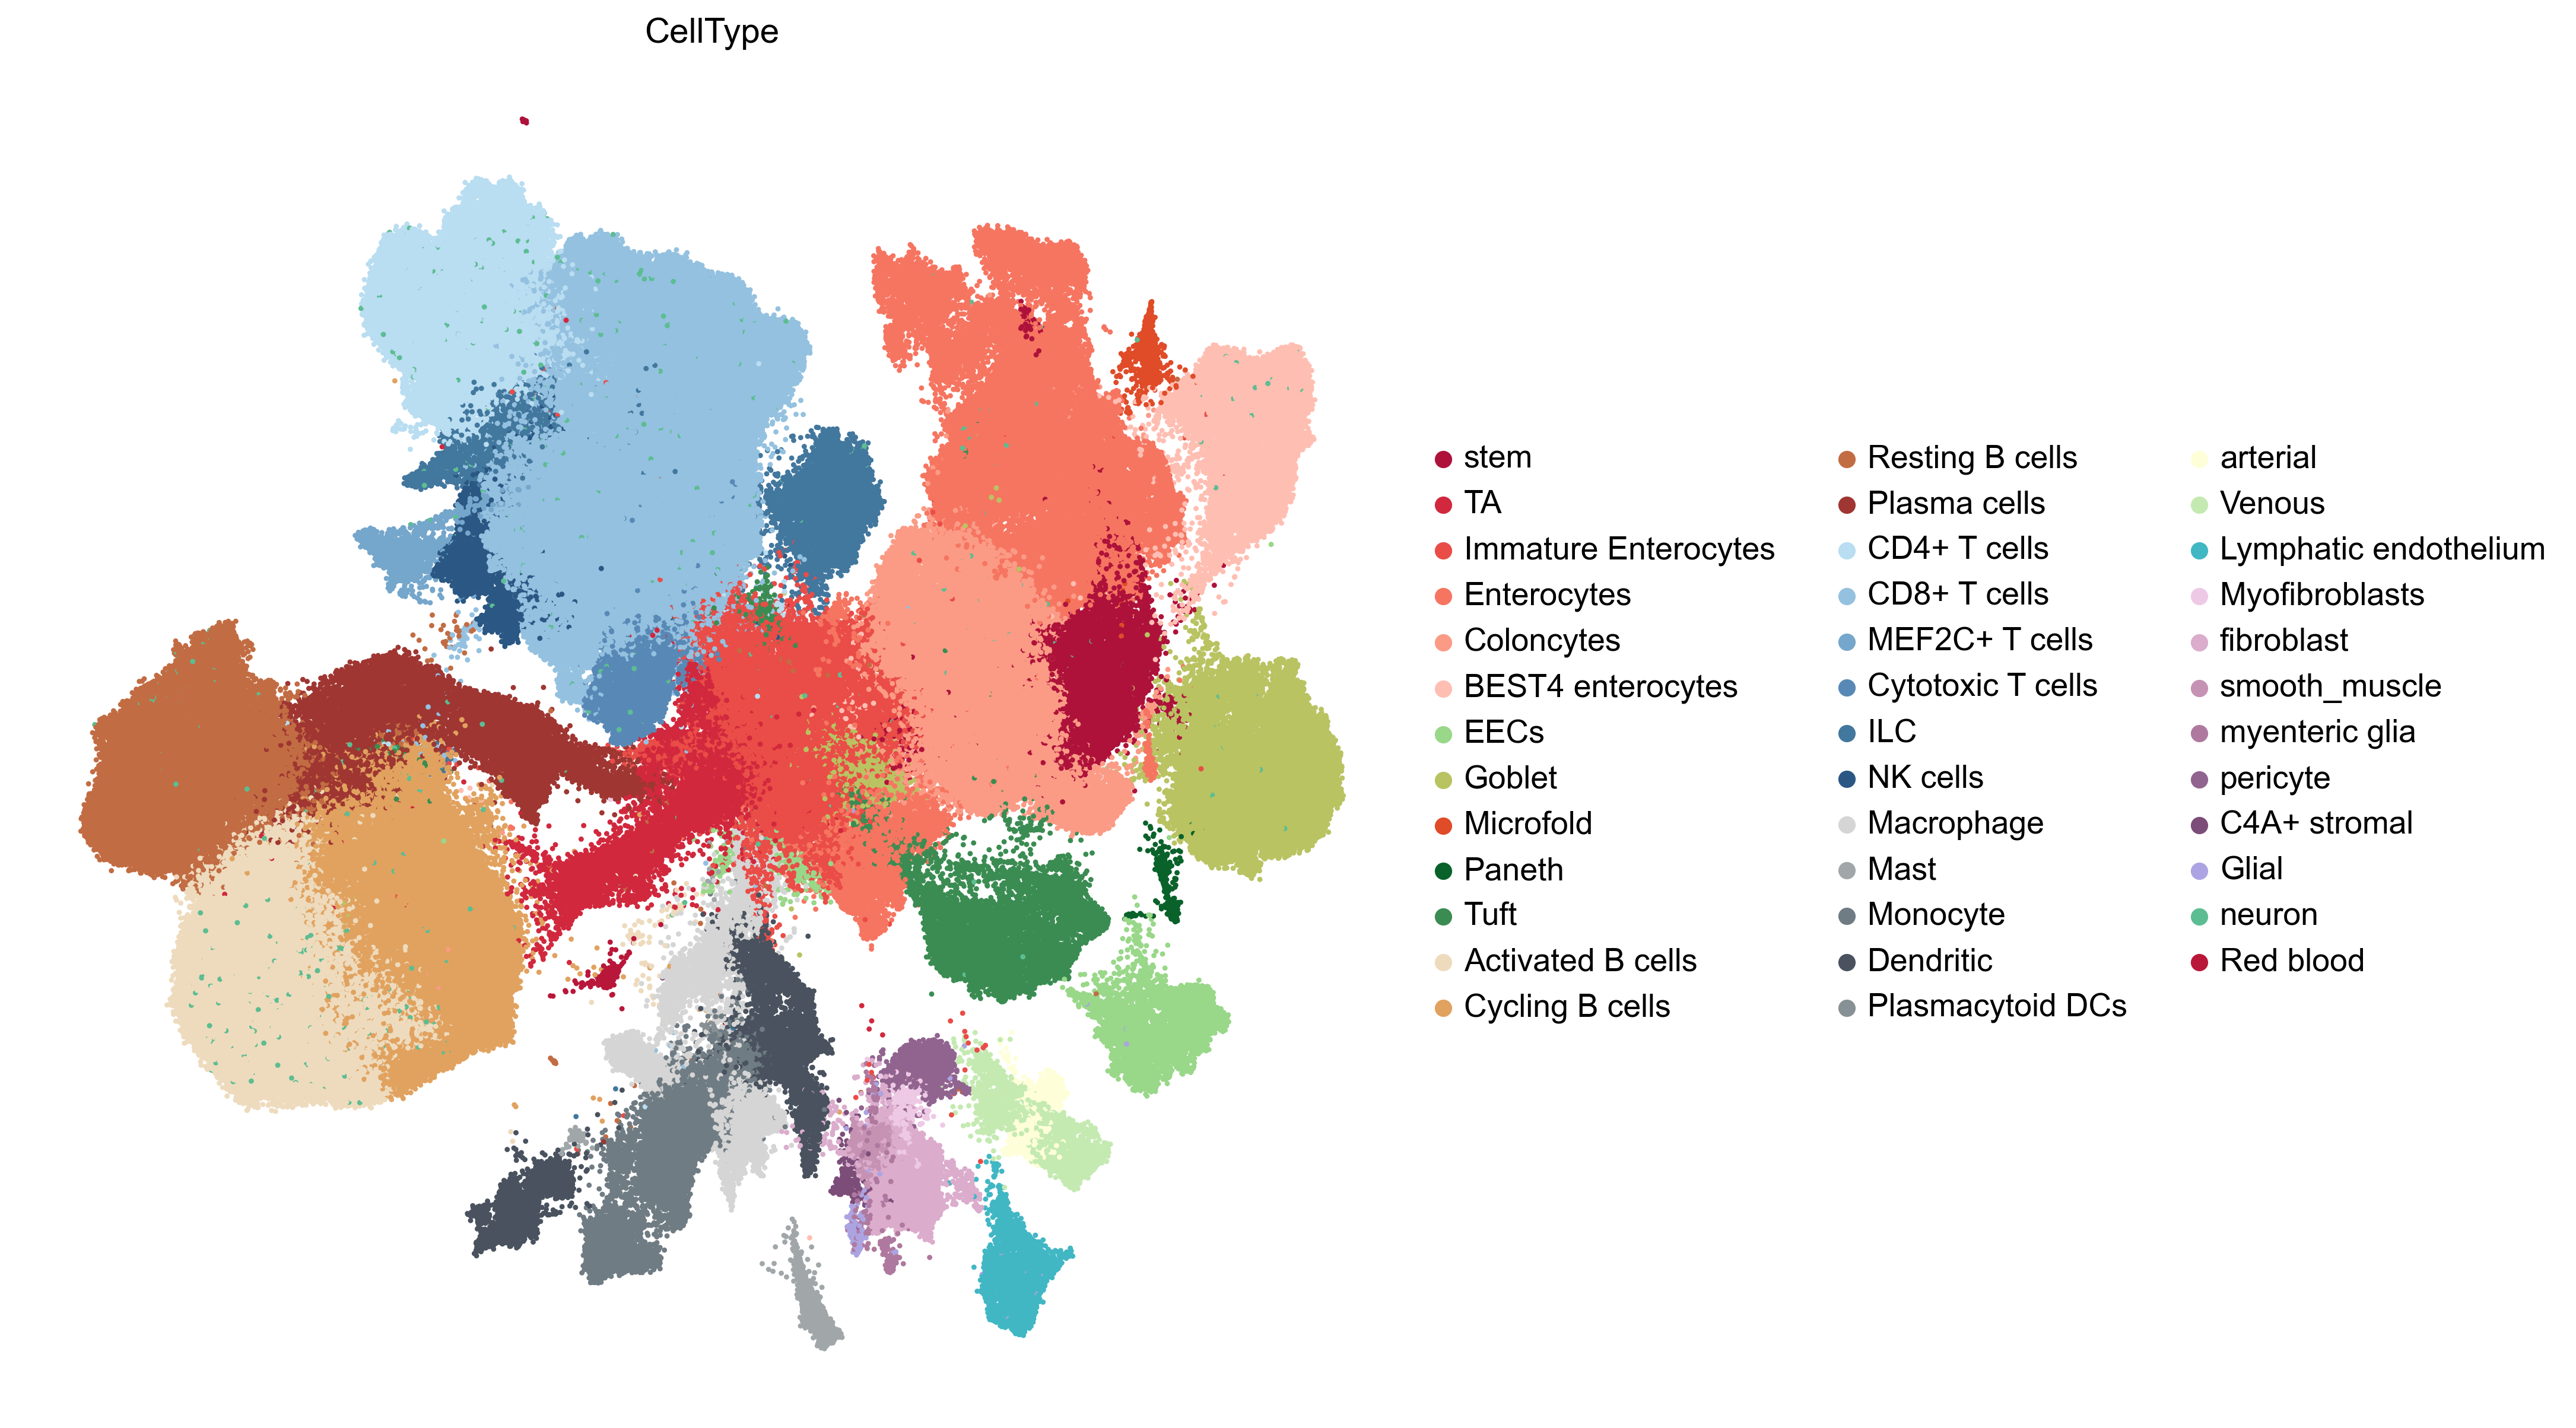 CellType
stem
TA
Immature Enterocytes
Enterocytes
Coloncytes
BEST4 enterocytes
EECs
Goblet
Microfold
Paneth
Tuft
Activated B cells
Cycling B cells
Resting B cells
Plasma cells
CD4+ T cells
CD8+ T cells
MEF2C+ T cells
Cytotoxic T cells
ILC
NK cells
Macrophage
Mast
Monocyte
Dendritic
Plasmacytoid DCs
arterial
Venous
Lymphatic endothelium
Myofibroblasts
fibroblast
smooth_muscle
myenteric glia
pericyte
C4A+ stromal
Glial
neuron
Red blood